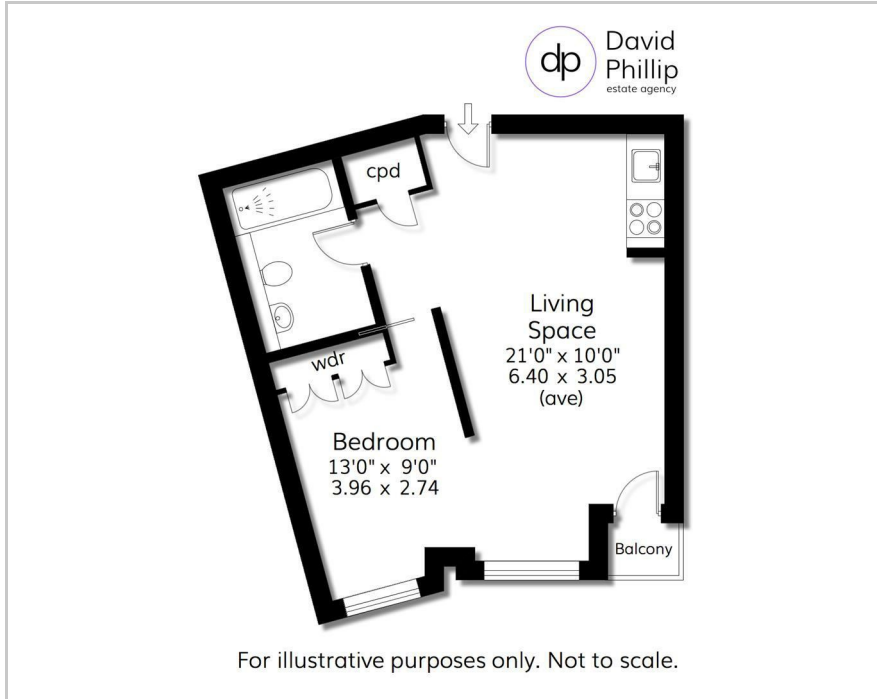 dp
David
Phillip
estate agency
cpd
Living
Space
21'0" x 10'0"
6.40 x 3.05
(ave)
wdr
Bedroom
13'0" x 9'0"
3.96 x 2.74
Balcony
For illustrative purposes only. Not to scale.